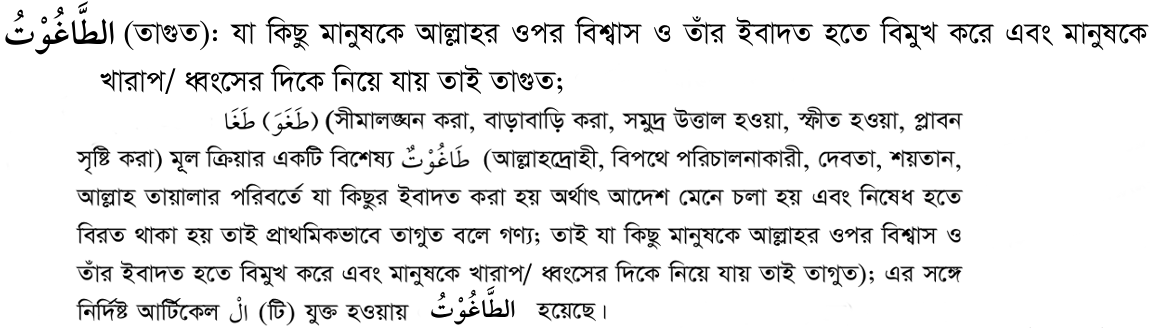 الطَّاغُوْتُ (তাগুত): যা কিছু মানুষকে আল্লাহর ওপর বিশ্বাস ও তাঁর ইবাদত হতে বিমুখ করে এবং মানুষকে
খারাপ/ ধ্বংসের দিকে নিয়ে যায় তাই তাগুত;
طَغَا (طَغَوَ) (সীমালঙ্ঘন করা, বাড়াবাড়ি করা, সমুদ্র উত্তাল হওয়া, স্ফীত হওয়া, প্লাবন
সৃষ্টি করা) মূল ক্রিয়ার একটি বিশেষ্য طَاغُوْتٌ (আল্লাহদ্রোহী, বিপথে পরিচালনাকারী, দেবতা, শয়তান,
আল্লাহ তায়ালার পরিবর্তে যা কিছুর ইবাদত করা হয় অর্থাৎ আদেশ মেনে চলা হয় এবং নিষেধ হতে
বিরত থাকা হয় তাই প্রাথমিকভাবে তাগুত বলে গণ্য; তাই যা কিছু মানুষকে আল্লাহর ওপর বিশ্বাস ও
তাঁর ইবাদত হতে বিমুখ করে এবং মানুষকে খারাপ/ ধ্বংসের দিকে নিয়ে যায় তাই তাগুত); এর সঙ্গে
নির্দিষ্ট আর্টিকেল الْ (টি) যুক্ত হওয়ায় الطَّاغُوْتُ হয়েছে।